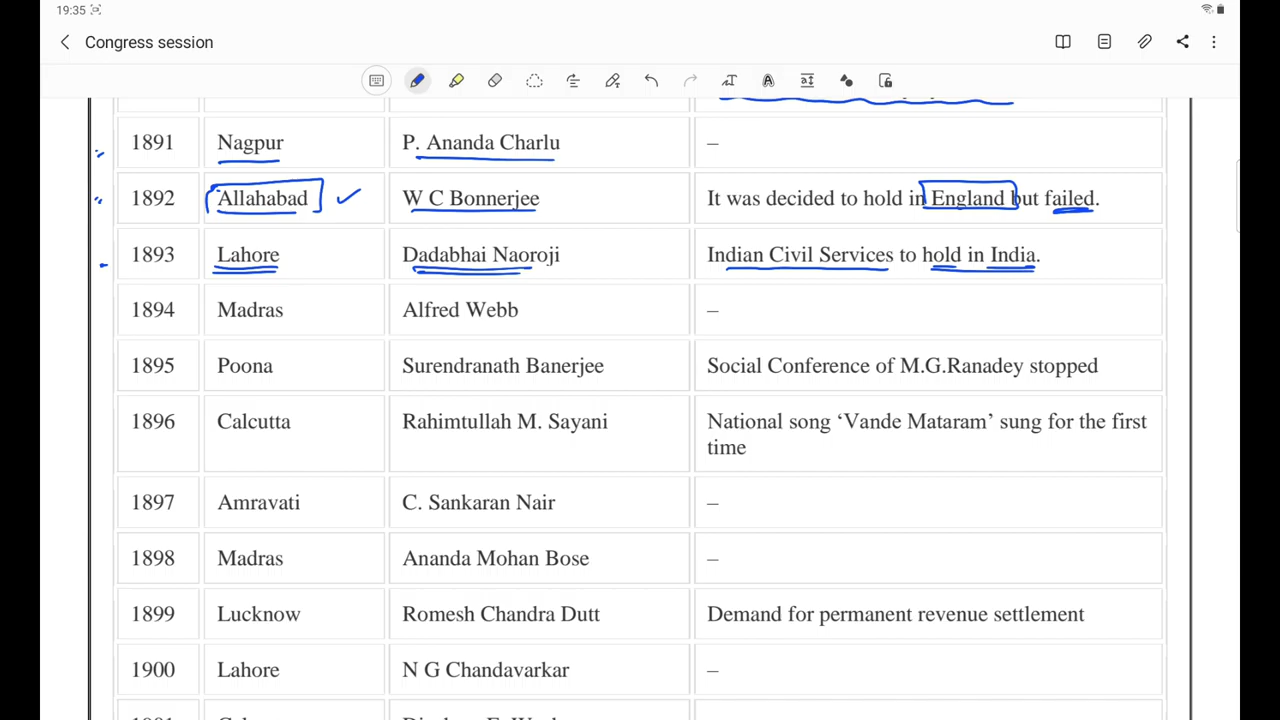 19:35
Congress session
1891 Nagpur P. Ananda Charlu –
1892 Allahabad W C Bonnerjee It was decided to hold in England but failed.
1893 Lahore Dadabhai Naoroji Indian Civil Services to hold in India.
1894 Madras Alfred Webb –
1895 Poona Surendranath Banerjee Social Conference of M.G.Ranadey stopped
1896 Calcutta Rahimtullah M. Sayani National song ‘Vande Mataram’ sung for the first
time
1897 Amravati C. Sankaran Nair –
1898 Madras Ananda Mohan Bose –
1899 Lucknow Romesh Chandra Dutt Demand for permanent revenue settlement
1900 Lahore N G Chandavarkar –